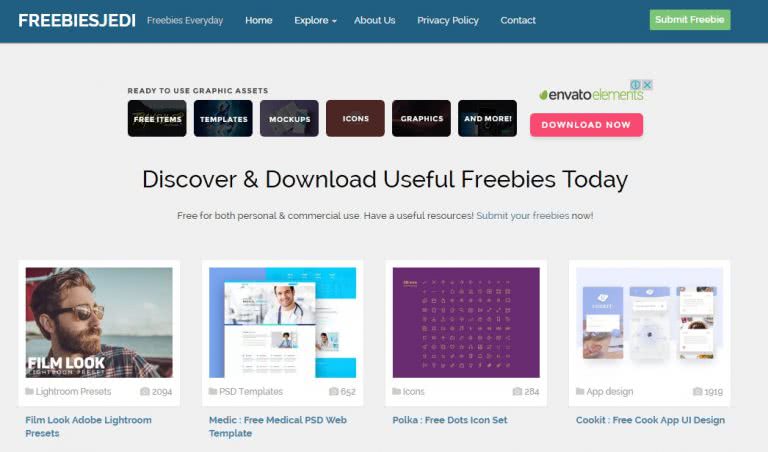 FREEBIESJEDI Freebies Everyday Home Explore About Us Privacy Policy Contact Submit Freebie
READY TO USE GRAPHIC ASSETS
FREE ITEMS TEMPLATES MOCKUPS ICONS GRAPHICS AND MORE!
envatoelements
DOWNLOAD NOW
Discover & Download Useful Freebies Today
Free for both personal & commercial use. Have a useful resources! Submit your freebies now!
FILM LOOK
LIGHTROOM PRESET
COOKIT
Lightroom Presets 2094
PSD Templates 652
Icons 284
App design 1919
Film Look Adobe Lightroom
Presets
Medic : Free Medical PSD Web
Template
Polka : Free Dots Icon Set
Cookit : Free Cook App UI Design